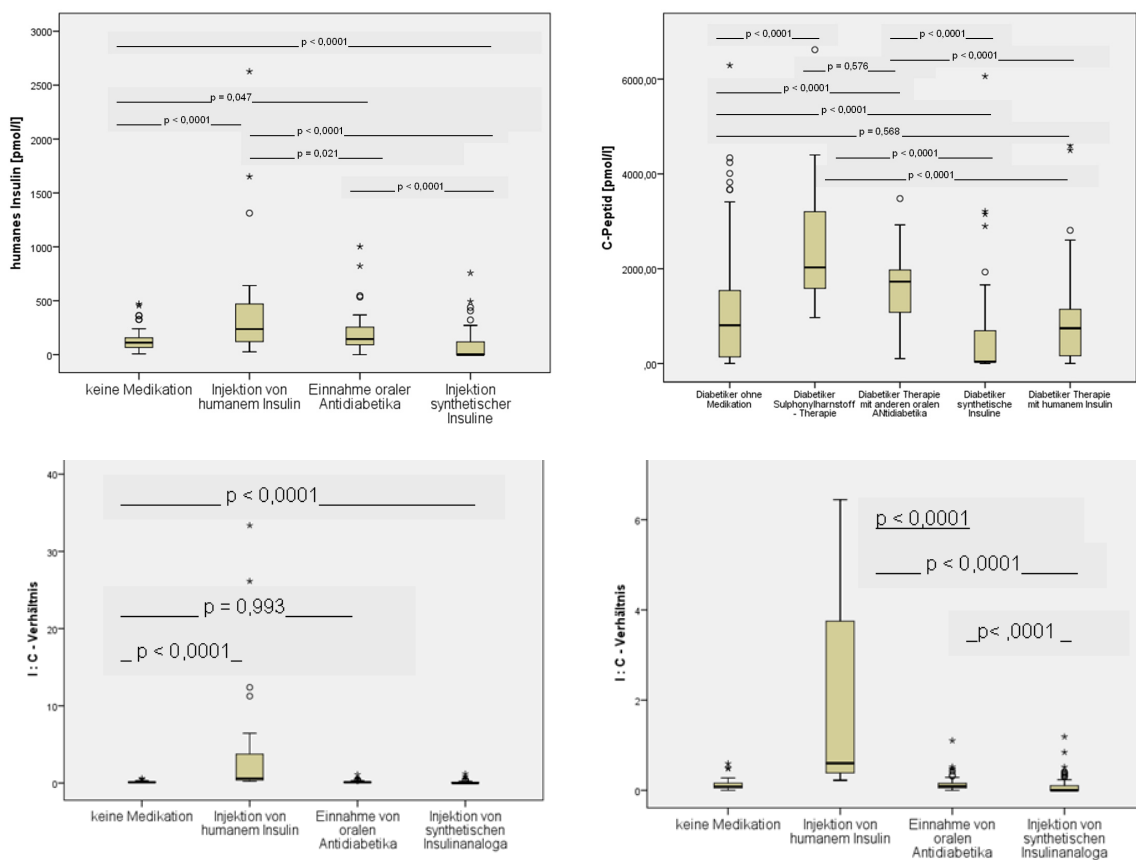 3000
2500
2000
1500
1000
500
0
humanes Insulin [pmol/l]
p < 0,0001
p = 0,047
p < 0,0001
p < 0,0001
p = 0,021
p < 0,0001
keine Medikation
Injektion von
humanem Insulin
Einnahme oraler
Antidiabetika
Injektion
synthetischer
Insuline
6000,00
4000,00
2000,00
,00
C-Peptid [pmol/l]
p < 0,0001
p < 0,0001
p < 0,0001
p = 0,576
p < 0,0001
p < 0,0001
p = 0,568
p < 0,0001
p < 0,0001
Diabetiker ohne
Medikation
Diabetiker
Sulphonylharnstoff
- Therapie
Diabetiker Therapie
mit anderen oralen
ANtidiabetika
Diabetiker
synthetische
Insuline
Diabetiker Therapie
mit humanem Insulin
40
30
20
10
0
I : C - Verhältnis
p < 0,0001
p = 0,993
p < 0,0001
keine Medikation
Injektion von
humanem Insulin
Einnahme von
oralen
Antidiabetika
Injektion von
synthetischen
Insulinanaloga
6
4
2
0
I : C - Verhältnis
p < 0,0001
p < 0,0001
p< ,0001
keine Medikation
Injektion von
humanem Insulin
Einnahme von
oralen
Antidiabetika
Injektion von
synthetischen
Insulinanaloga